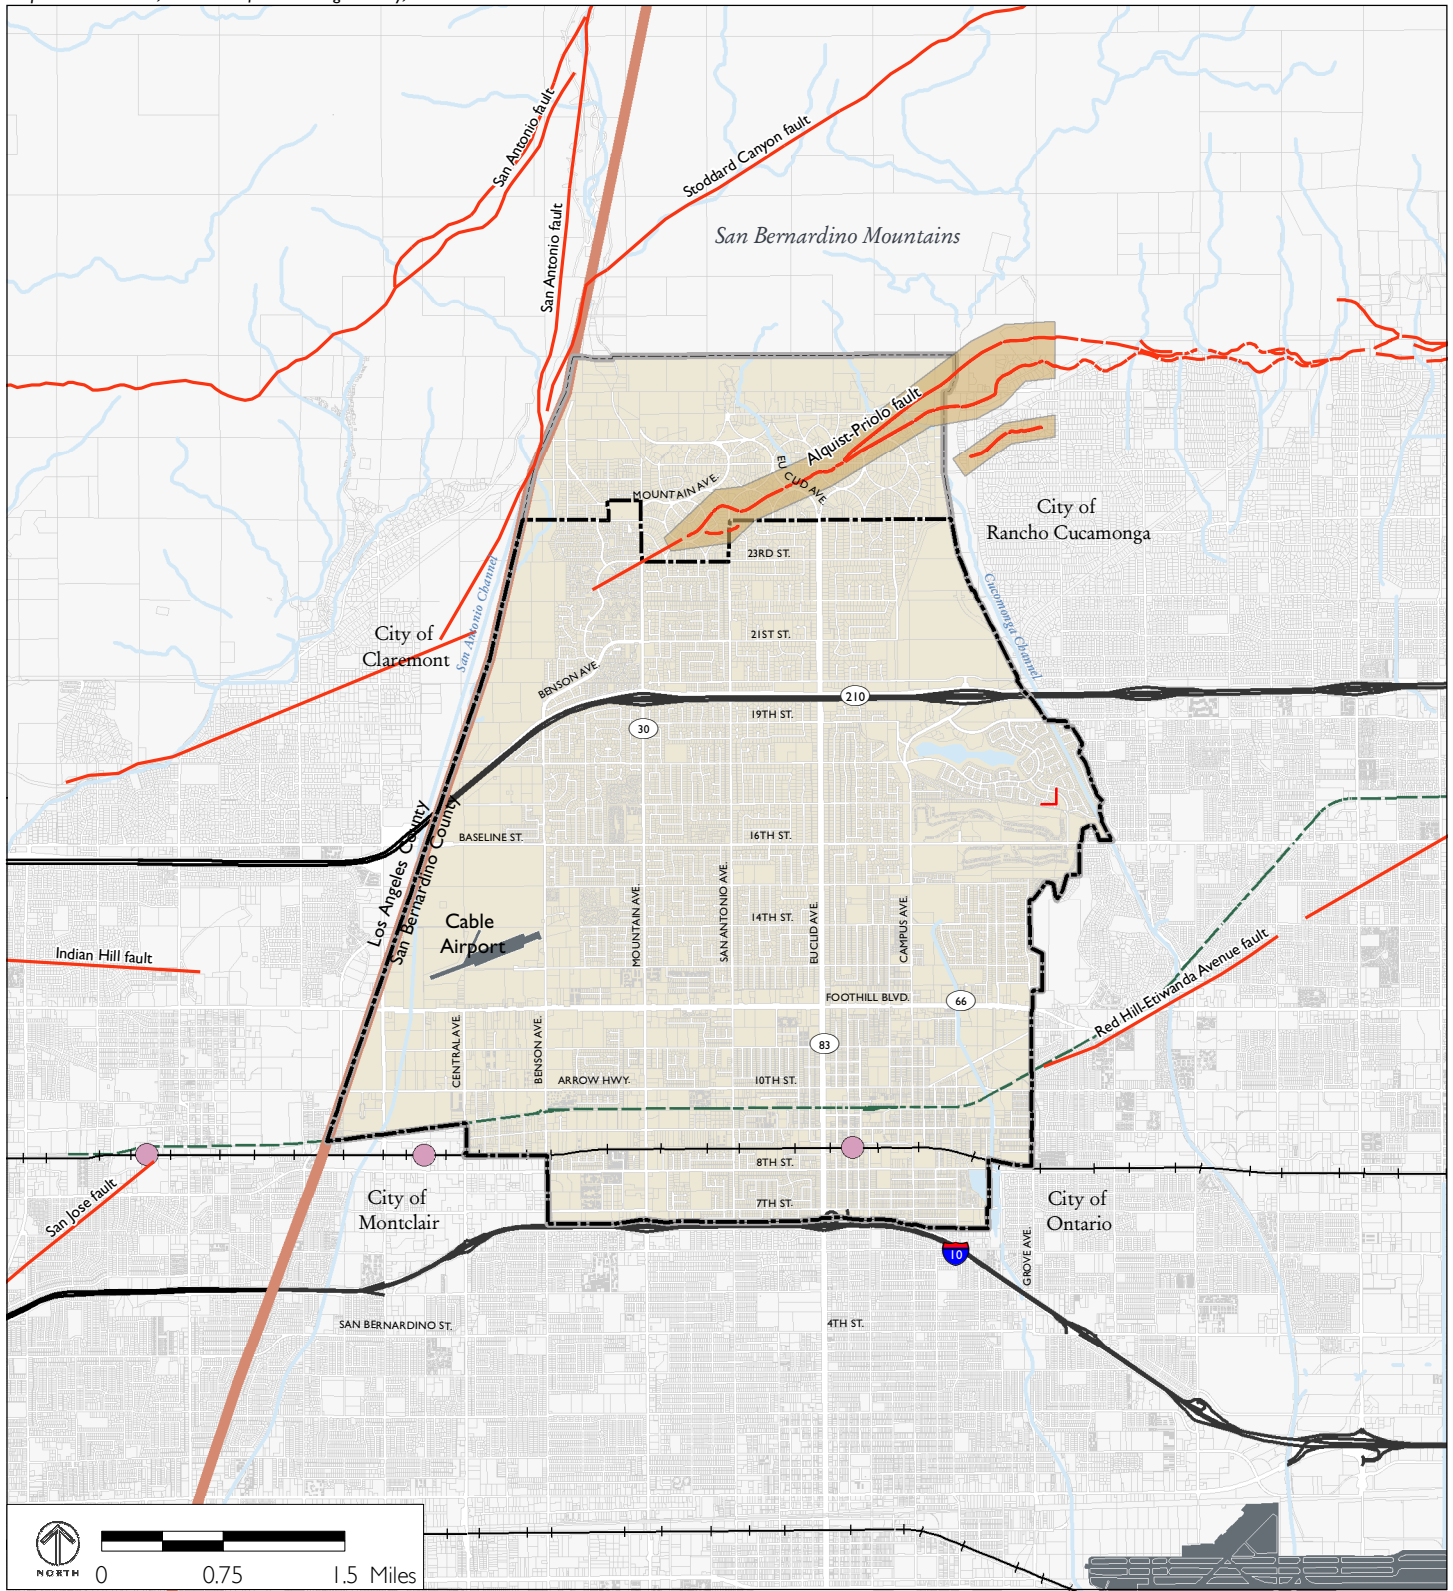 San Antonio fault
Stoddard Canyon fault
San Antonio fault
San Bernardino Mountains
Alquist-Priolo fault
EU CUD AVE.
MOUNTAIN AVE.
City of
Rancho Cucamonga
23RD ST.
San Antonio Channel
Cucomonga Channel
City of
Claremont
21ST ST.
BENSON AVE
210
19TH ST.
30
Los Angeles County
San Bernardino County
BASELINE ST.
16TH ST.
Cable
Airport
MOUNTAIN AVE.
SAN ANTONIO AVE.
14TH ST.
EUCLID AVE.
CAMPUS AVE.
Indian Hill fault
Red Hill-Etiwanda Avenue fault
FOOTHILL BLVD.
66
83
CENTRAL AVE.
BENSON AVE.
ARROW HWY.
10TH ST.
8TH ST.
San Jose fault
City of
Montclair
7TH ST.
City of
Ontario
GROVE AVE.
10
SAN BERNARDINO ST.
4TH ST.
NORTH
0 0.75 1.5 Miles